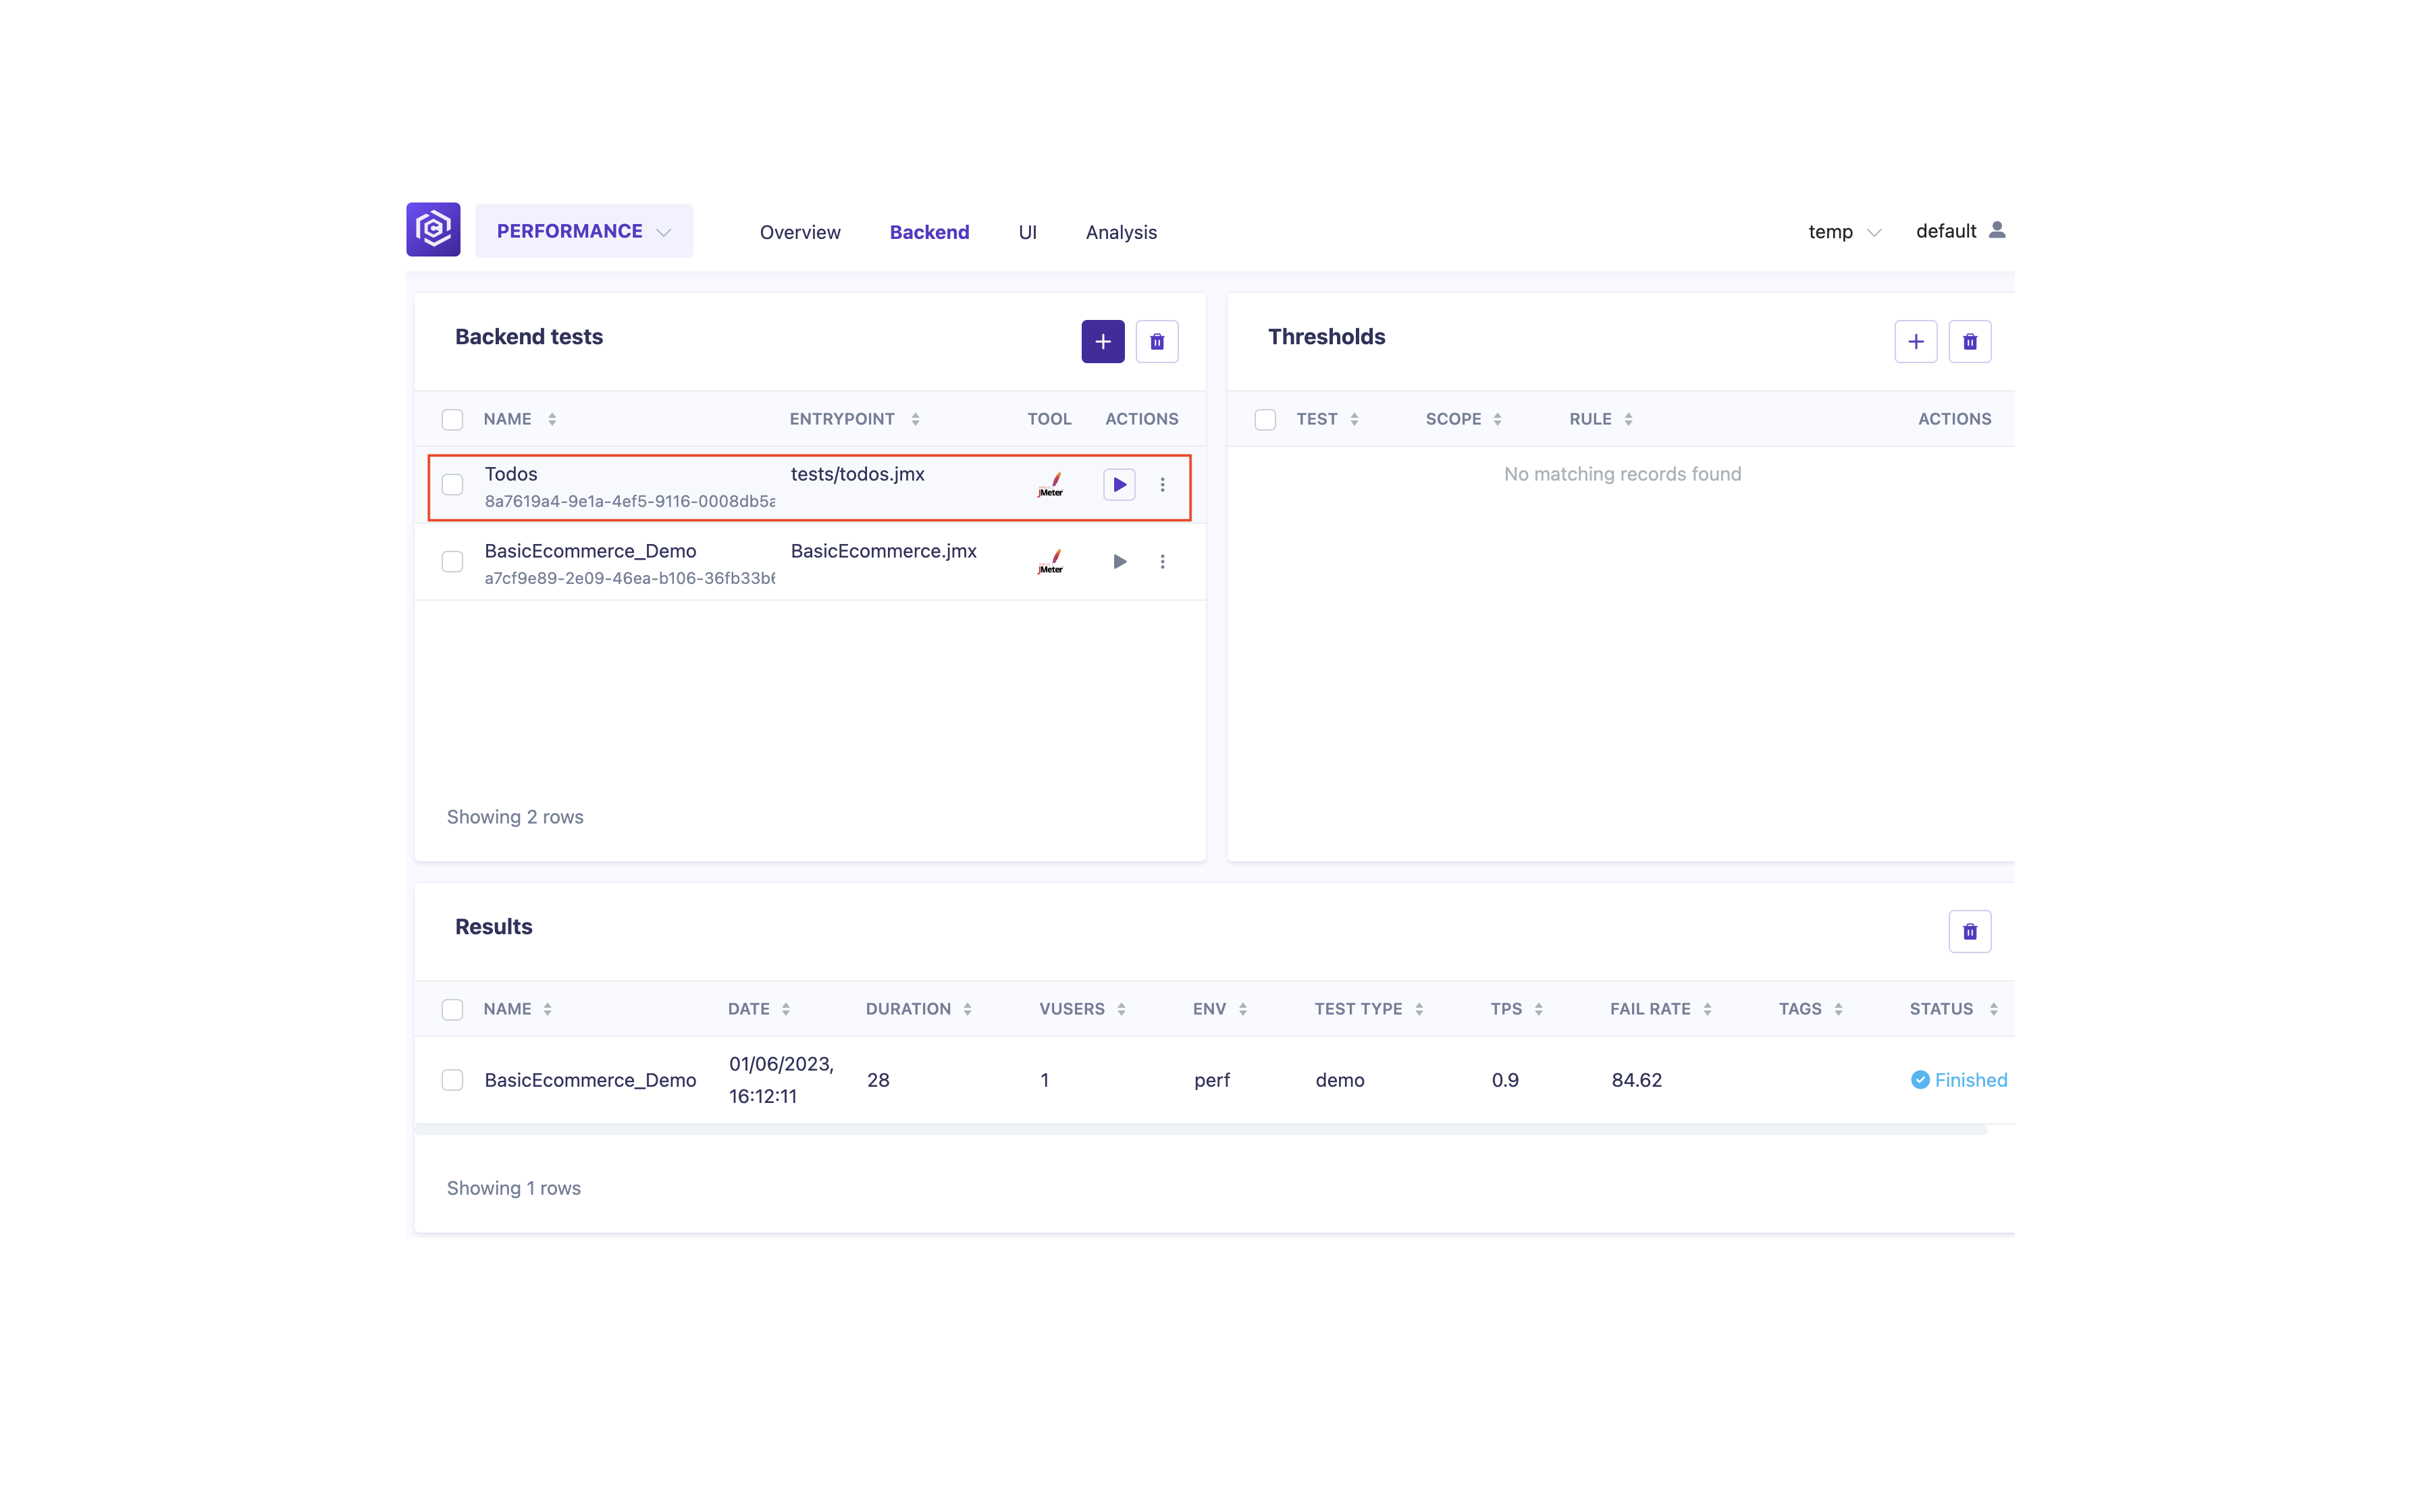 PERFORMANCE
Overview Backend UI Analysis
temp default
Backend tests
NAME ENTRYPOINT TOOL ACTIONS
Todos tests/todos.jmx JMeter
8a7619a4-9e1a-4ef5-9116-0008db5a
BasicEcommerce_Demo BasicEcommerce.jmx JMeter
a7cf9e89-2e09-46ea-b106-36fb33b6
Showing 2 rows
Thresholds
TEST SCOPE RULE ACTIONS
No matching records found
Results
NAME DATE DURATION VUSERS ENV TEST TYPE TPS FAIL RATE TAGS STATUS
BasicEcommerce_Demo 01/06/2023, 28 1 perf demo 0.9 84.62 Finished
16:12:11
Showing 1 rows